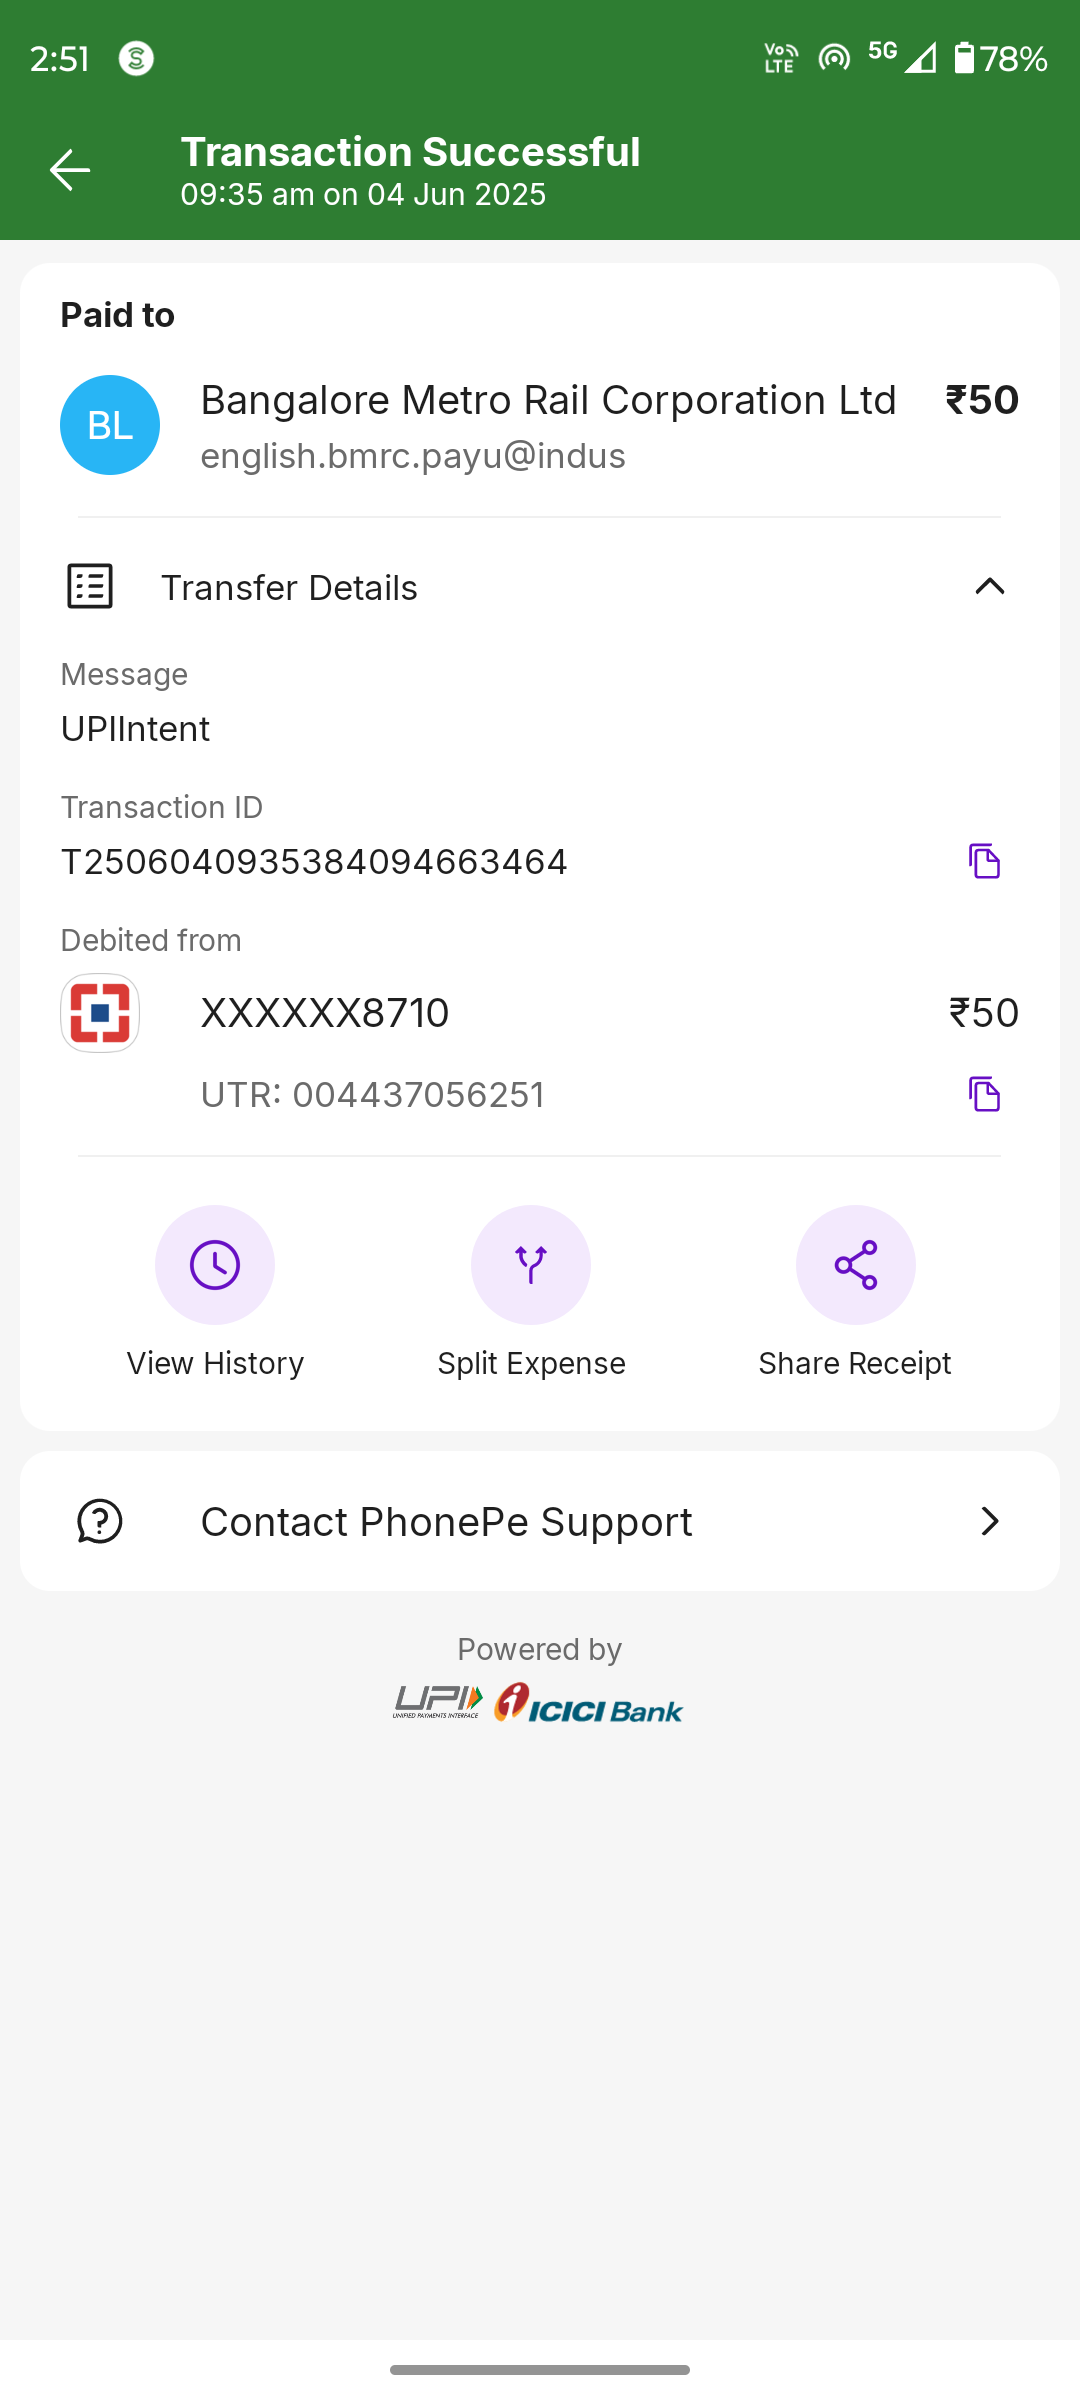 2:51
Vo LTE 5G 78%
Transaction Successful
09:35 am on 04 Jun 2025
Paid to
BL
Bangalore Metro Rail Corporation Ltd ₹50
english.bmrc.payu@indus
Transfer Details
Message
UPIIntent
Transaction ID
T2506040935384094663464
Debited from
XXXXXX8710 ₹50
UTR: 004437056251
View History Split Expense Share Receipt
Contact PhonePe Support
Powered by
UPI ICICI Bank
UNIFIED PAYMENTS INTERFACE